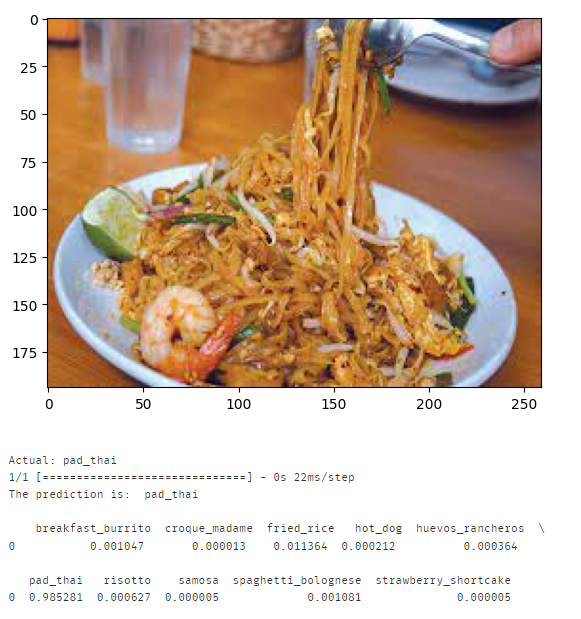 0
25
50
75
100
125
150
175
0 50 100 150 200 250
Actual: pad_thai
1/1 [==============================] - 0s 22ms/step
The prediction is:  pad_thai
breakfast_burrito  croque_madame  fried_rice   hot_dog  huevos_rancheros  \
0           0.001047       0.000013    0.011364  0.000212          0.000364
pad_thai   risotto    samosa  spaghetti_bolognese  strawberry_shortcake
0  0.985281  0.000627  0.000005             0.001081              0.000005